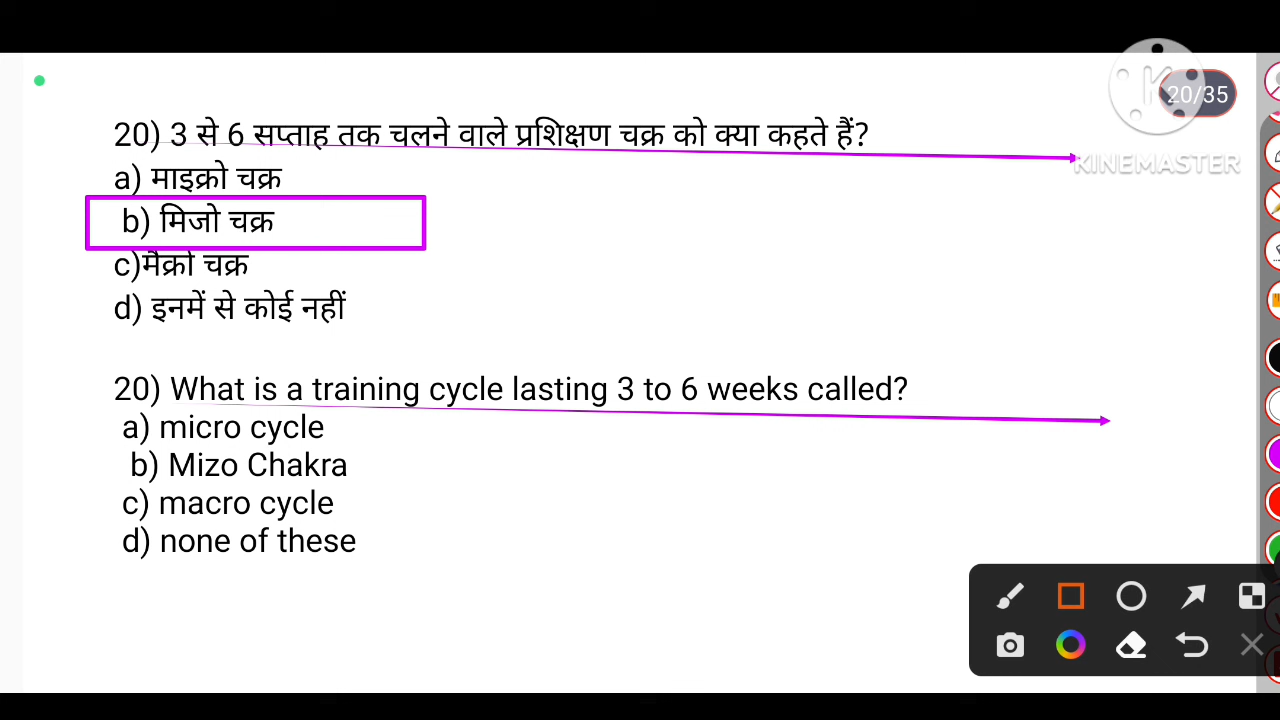 20/35
KINEMASTER
20) 3 से 6 सप्ताह तक चलने वाले प्रशिक्षण चक्र को क्या कहते हैं?
a) माइक्रो चक्र
b) मिजो चक्र
c)मैक्रो चक्र
d) इनमें से कोई नहीं
20) What is a training cycle lasting 3 to 6 weeks called?
a) micro cycle
b) Mizo Chakra
c) macro cycle
d) none of these